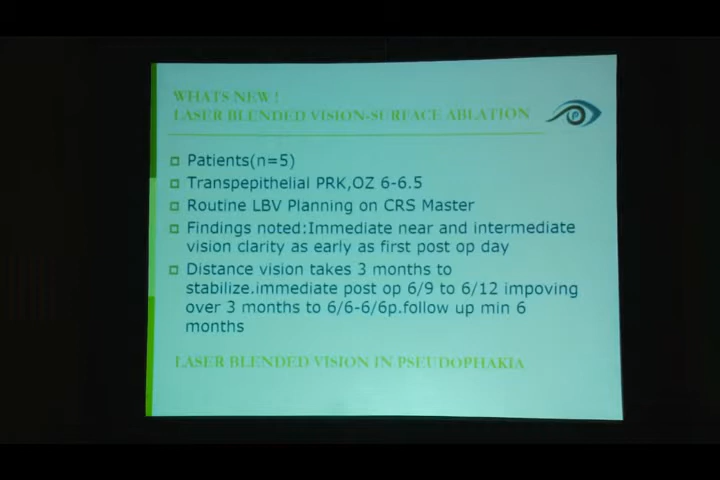 WHATS NEW !
LASER BLENDED VISION-SURFACE ABLATION
Patients(n=5)
Transpepithelial PRK,OZ 6-6.5
Routine LBV Planning on CRS Master
Findings noted:Immediate near and intermediate
vision clarity as early as first post op day
Distance vision takes 3 months to
stabilize.immediate post op 6/9 to 6/12 impoving
over 3 months to 6/6-6/6p.follow up min 6
months
LASER BLENDED VISION IN PSEUDOPHAKIA